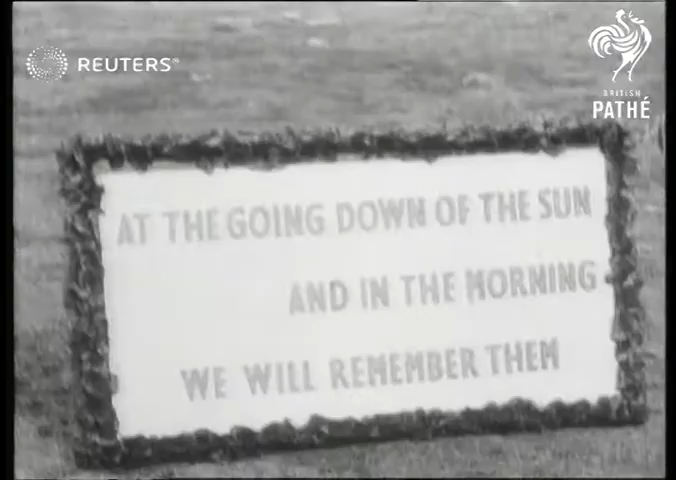 REUTERS
BRITISH
PATHÉ
AT THE GOING DOWN OF THE SUN
AND IN THE MORNING
WE WILL REMEMBER THEM